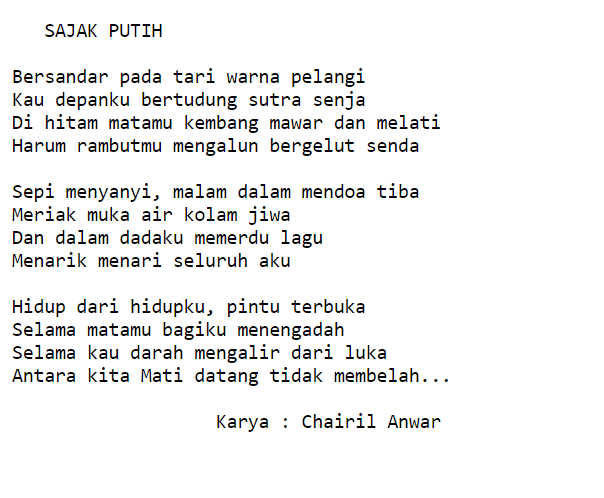 SAJAK PUTIH
Bersandar pada tari warna pelangi
Kau depanku bertudung sutra senja
Di hitam matamu kembang mawar dan melati
Harum rambutmu mengalun bergelut senda
Sepi menyanyi, malam dalam mendoa tiba
Meriak muka air kolam jiwa
Dan dalam dadaku memerdu lagu
Menarik menari seluruh aku
Hidup dari hidupku, pintu terbuka
Selama matamu bagiku menengadah
Selama kau darah mengalir dari luka
Antara kita Mati datang tidak membelah...
Karya : Chairil Anwar